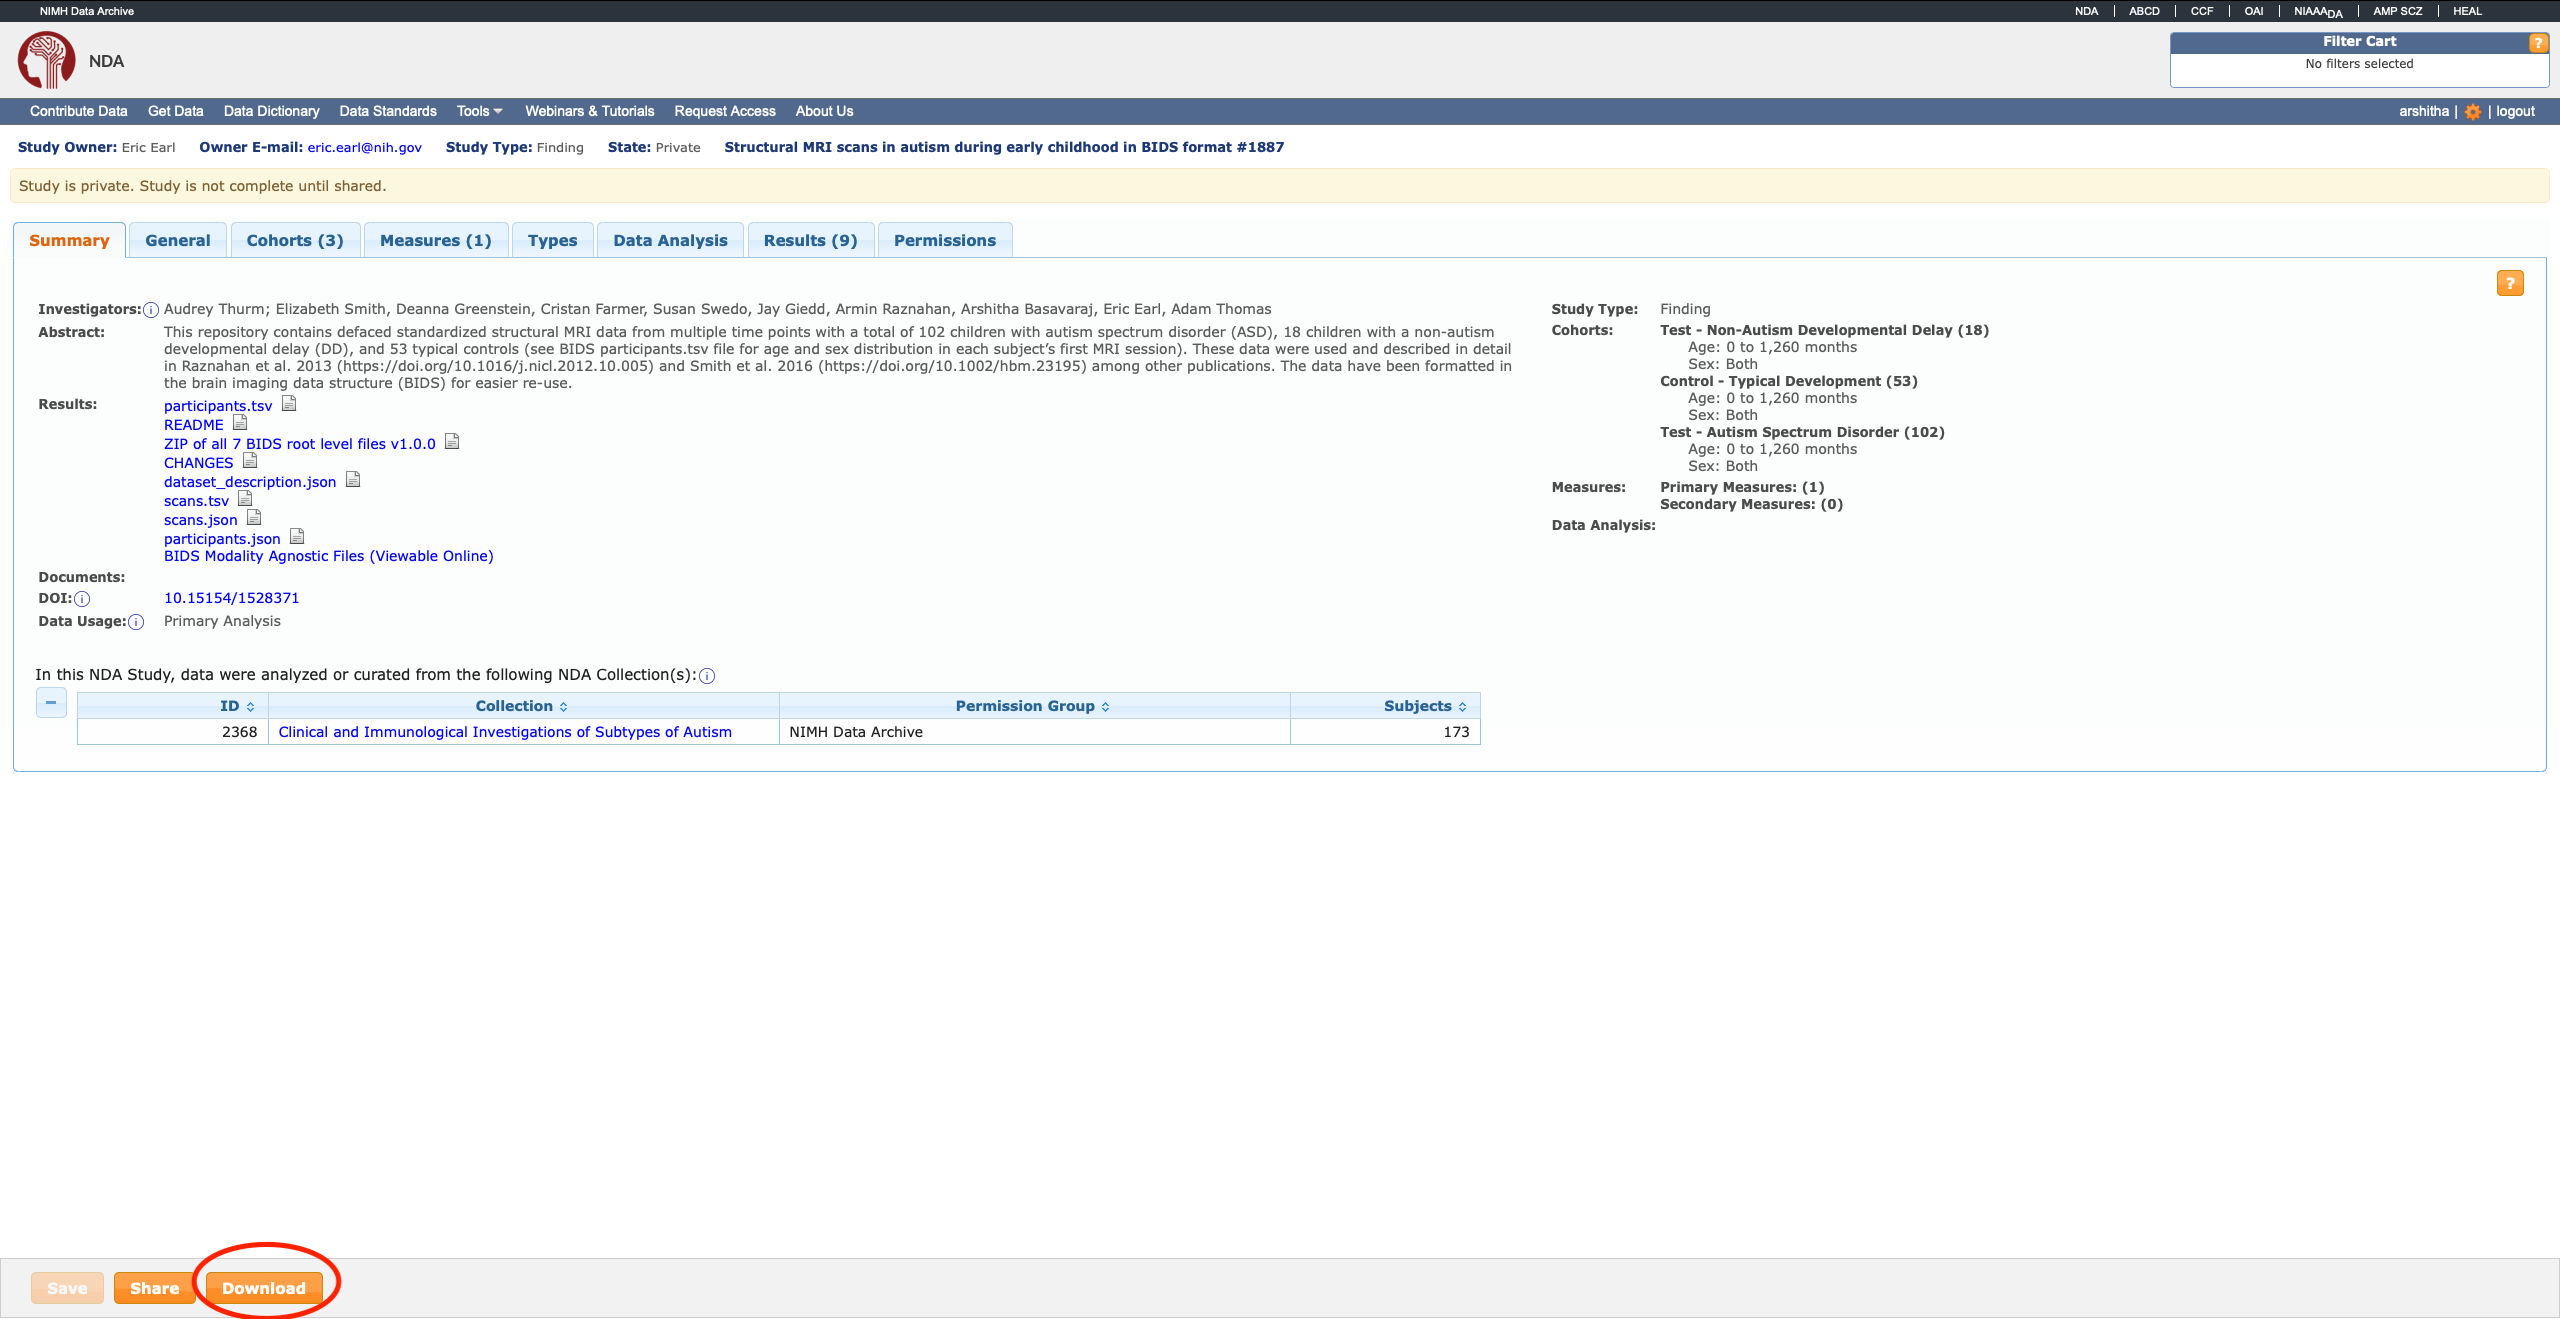 NIMH Data Archive
NDA | ABCD | CCF | OAI | NIAAADA | AMP SCZ | HEAL
NDA
Filter Cart ?
No filters selected
Contribute Data Get Data Data Dictionary Data Standards Tools Webinars & Tutorials Request Access About Us
arshitha | | logout
Study Owner: Eric Earl Owner E-mail: eric.earl@nih.gov Study Type: Finding State: Private Structural MRI scans in autism during early childhood in BIDS format #1887
Study is private. Study is not complete until shared.
Summary General Cohorts (3) Measures (1) Types Data Analysis Results (9) Permissions
?
Investigators: i Audrey Thurm; Elizabeth Smith, Deanna Greenstein, Cristan Farmer, Susan Swedo, Jay Giedd, Armin Raznahan, Arshitha Basavaraj, Eric Earl, Adam Thomas
Abstract: This repository contains defaced standardized structural MRI data from multiple time points with a total of 102 children with autism spectrum disorder (ASD), 18 children with a non-autism
developmental delay (DD), and 53 typical controls (see BIDS participants.tsv file for age and sex distribution in each subject’s first MRI session). These data were used and described in detail
in Raznahan et al. 2013 (https://doi.org/10.1016/j.nicl.2012.10.005) and Smith et al. 2016 (https://doi.org/10.1002/hbm.23195) among other publications. The data have been formatted in
the brain imaging data structure (BIDS) for easier re-use.
Results: participants.tsv
README
ZIP of all 7 BIDS root level files v1.0.0
CHANGES
dataset_description.json
scans.tsv
scans.json
participants.json
BIDS Modality Agnostic Files (Viewable Online)
Documents:
DOI: i 10.15154/1528371
Data Usage: i Primary Analysis
Study Type: Finding
Cohorts: Test - Non-Autism Developmental Delay (18)
Age: 0 to 1,260 months
Sex: Both
Control - Typical Development (53)
Age: 0 to 1,260 months
Sex: Both
Test - Autism Spectrum Disorder (102)
Age: 0 to 1,260 months
Sex: Both
Measures: Primary Measures: (1)
Secondary Measures: (0)
Data Analysis:
In this NDA Study, data were analyzed or curated from the following NDA Collection(s): i
ID Collection Permission Group Subjects
2368 Clinical and Immunological Investigations of Subtypes of Autism NIMH Data Archive 173
Save Share Download